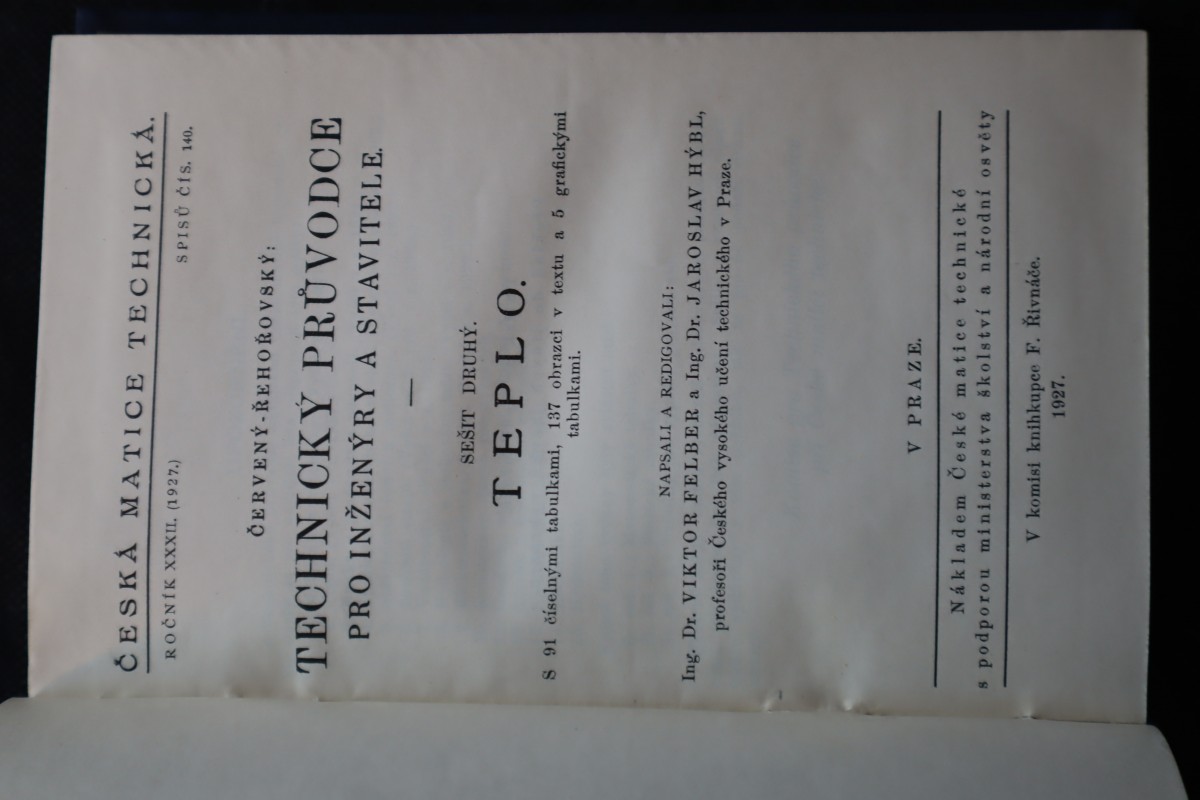 ČESKÁ MATICE TECHNICKÁ.
ROČNÍK XXXII. (1927.) SPISŮ ČÍS. 140.
ČERVENÝ-ŘEHOŘOVSKÝ:
TECHNICKÝ PRŮVODCE
PRO INŽENÝRY A STAVITELE.
SEŠIT DRUHÝ.
TEPLO.
S 91 číselnými tabulkami, 137 obrazci v textu a 5 grafickými
tabulkami.
NAPSALI A REDIGOVALI:
Ing. Dr. VIKTOR FELBER a Ing. Dr. JAROSLAV HÝBL,
profesoři Českého vysokého učení technického v Praze.
V PRAZE.
Nákladem České matice technické
s podporou ministerstva školství a národní osvěty
V komisi knihkupce F. Řivnáče.
1927.